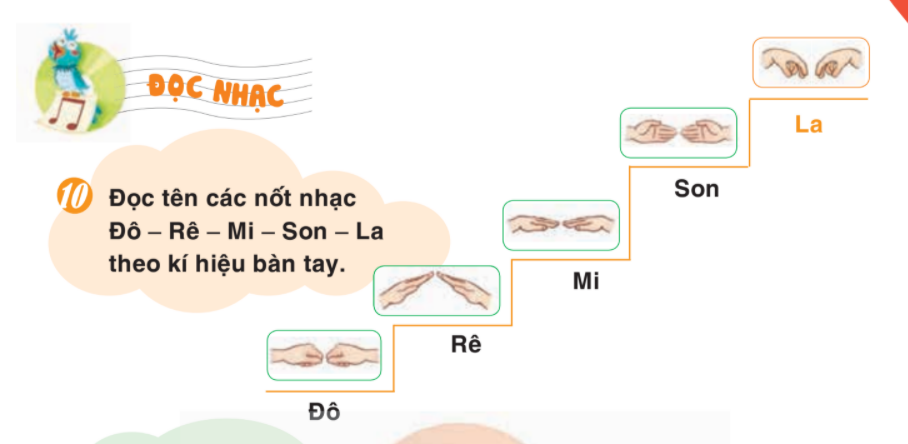 ĐỌC NHẠC
10 Đọc tên các nốt nhạc
Đô – Rê – Mi – Son – La
theo kí hiệu bàn tay.
La
Son
Mi
Rê
Đô